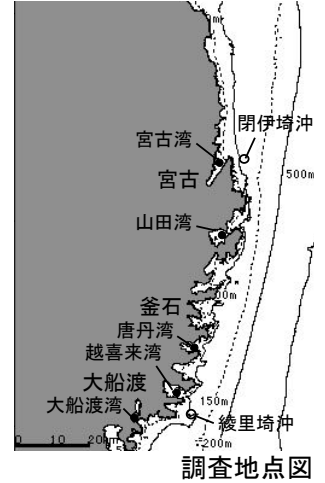 閉伊埼沖
宮古湾
宮古
500m
山田湾
釜石
唐丹湾
越喜来湾
大船渡
大船渡湾
150m
綾里埼沖
0 10 20
200m
調査地点図